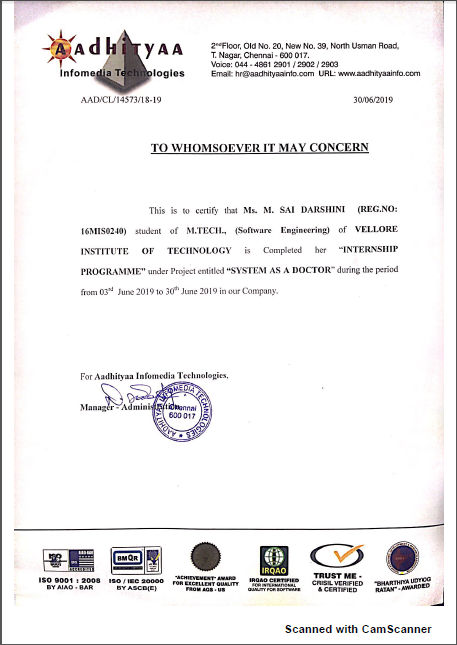 Aadhityaa
Infomedia Technologies
2nd Floor, Old No. 20, New No. 39, North Usman Road,
T. Nagar, Chennai - 600 017.
Voice: 044 - 4861 2901 / 2902 / 2903
Email: hr@aadhityaainfo.com URL: www.aadhityaainfo.com
AAD/CL/14573/18-19
30/06/2019
TO WHOMSOEVER IT MAY CONCERN
This is to certify that Ms. M. SAI DARSHINI (REG.NO:
16MIS0240) student of M.TECH., (Software Engineering) of VELLORE
INSTITUTE OF TECHNOLOGY is Completed her “INTERNSHIP
PROGRAMME” under Project entitled “SYSTEM AS A DOCTOR” during the period
from 03rd June 2019 to 30th June 2019 in our Company.
For Aadhityaa Infomedia Technologies,
Manager - Administration
AADHITYAA INFOMEDIA TECHNOLOGIES
Chennai
600 017
ISO 9001 : 2008
BY AIAO - BAR
BMQR
ISO / IEC 20000
BY ASCB(E)
"ACHIEVEMENT" AWARD
FOR EXCELLENT QUALITY
FROM AQS - US
IRQAO
IRQAO CERTIFIED
FOR INTERNATIONAL
QUALITY FOR SOFTWARE
TRUST ME -
CRISIL VERIFIED
& CERTIFIED
"BHARTHIYA UDYOG
RATAN" - AWARDED
Scanned with CamScanner